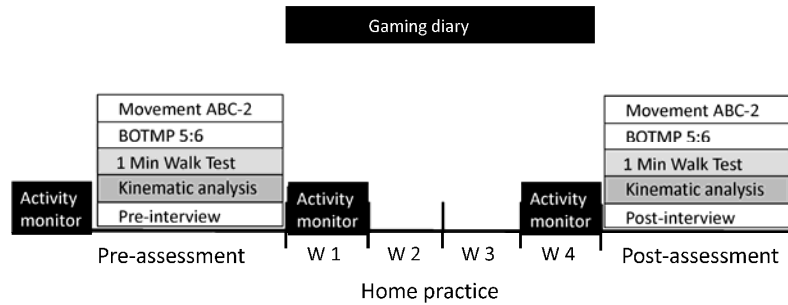 Gaming diary
Movement ABC-2
BOTMP 5:6
1 Min Walk Test
Kinematic analysis
Pre-interview
Activity
monitor
Activity
monitor
Activity
monitor
Movement ABC-2
BOTMP 5:6
1 Min Walk Test
Kinematic analysis
Post-interview
Pre-assessment
W 1
W 2
W 3
W 4
Post-assessment
Home practice